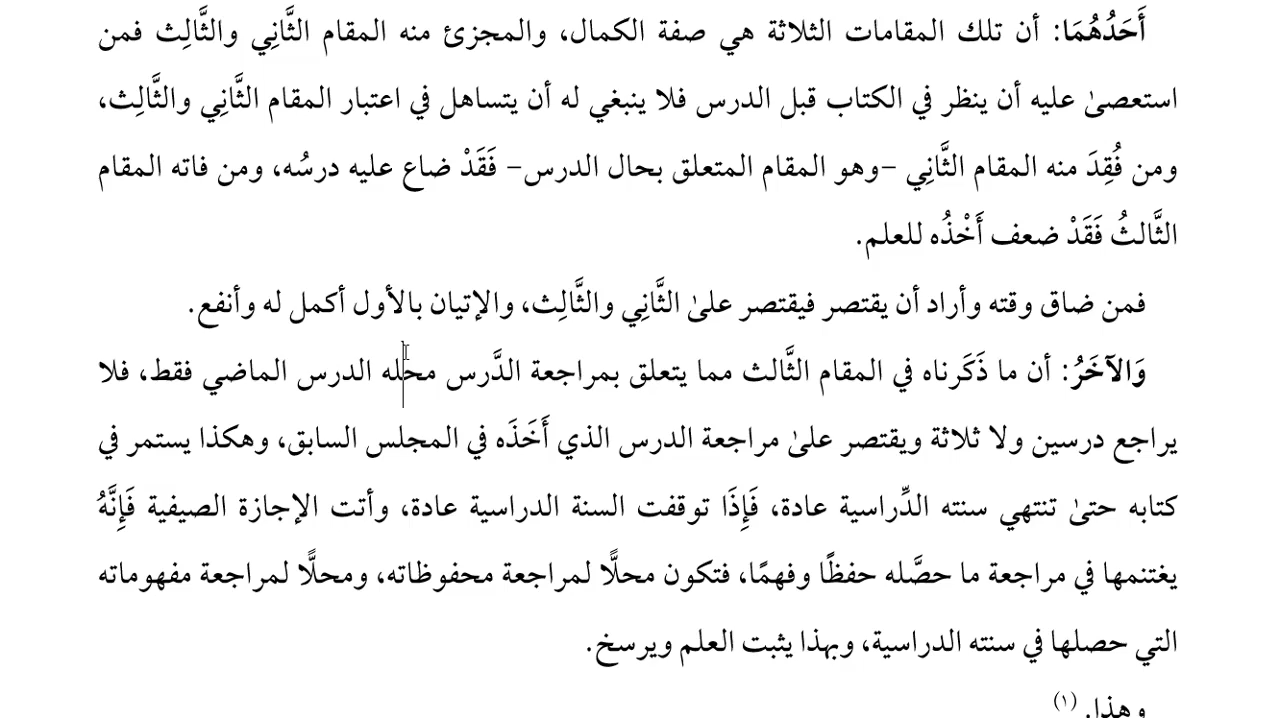 أَحَدُهُمَا: أن تلك المقامات الثلاثة هي صفة الكمال، والمجزئ منه المقام الثَّانِي والثَّالِث فمن
استعصىٰ عليه أن ينظر في الكتاب قبل الدرس فلا ينبغي له أن يتساهل في اعتبار المقام الثَّانِي والثَّالِث،
ومن فُقِدَ منه المقام الثَّانِي –وهو المقام المتعلق بحال الدرس– فَقَدْ ضاع عليه درسُه، ومن فاته المقام
الثَّالثُ فَقَدْ ضعف أَخْذُه للعلم.
فمن ضاق وقته وأراد أن يقتصر فيقتصر علىٰ الثَّانِي والثَّالِث، والإتيان بالأول أكمل له وأنفع.
وَالآخَرُ: أن ما ذَكَرناه في المقام الثَّالث مما يتعلق بمراجعة الدَّرس محله الدرس الماضي فقط، فلا
يراجع درسين ولا ثلاثة ويقتصر علىٰ مراجعة الدرس الذي أَخَذَه في المجلس السابق، وهكذا يستمر في
كتابه حتىٰ تنتهي سنته الدِّراسية عادة، فَإِذَا توقفت السنة الدراسية عادة، وأتت الإجازة الصيفية فَإِنَّهُ
يغتنمها في مراجعة ما حصَّله حفظًا وفهمًا، فتكون محلًّا لمراجعة محفوظاته، ومحلًّا لمراجعة مفهوماته
التي حصلها في سنته الدراسية، وبهذا يثبت العلم ويرسخ.
وهذا (١)